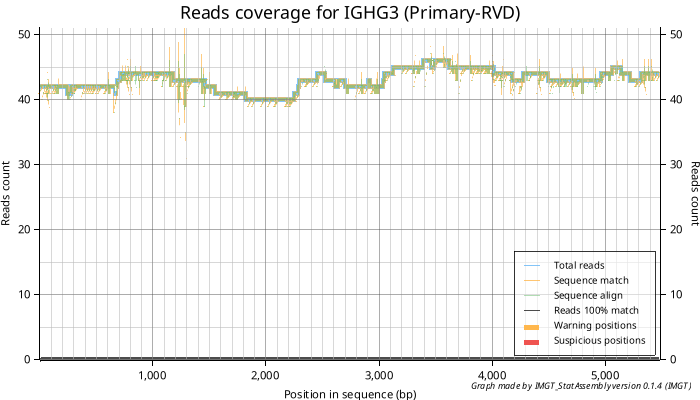 Reads coverage for IGHG3 (Primary-RVD)
50
40
30
20
10
0
50
40
30
20
10
0
Reads count
Reads count
Total reads
Sequence match
Sequence align
Reads 100% match
Warning positions
Suspicious positions
1,000
2,000
3,000
4,000
5,000
Position in sequence (bp)
Graph made by IMGT_StatAssembly version 0.1.4 (IMGT)